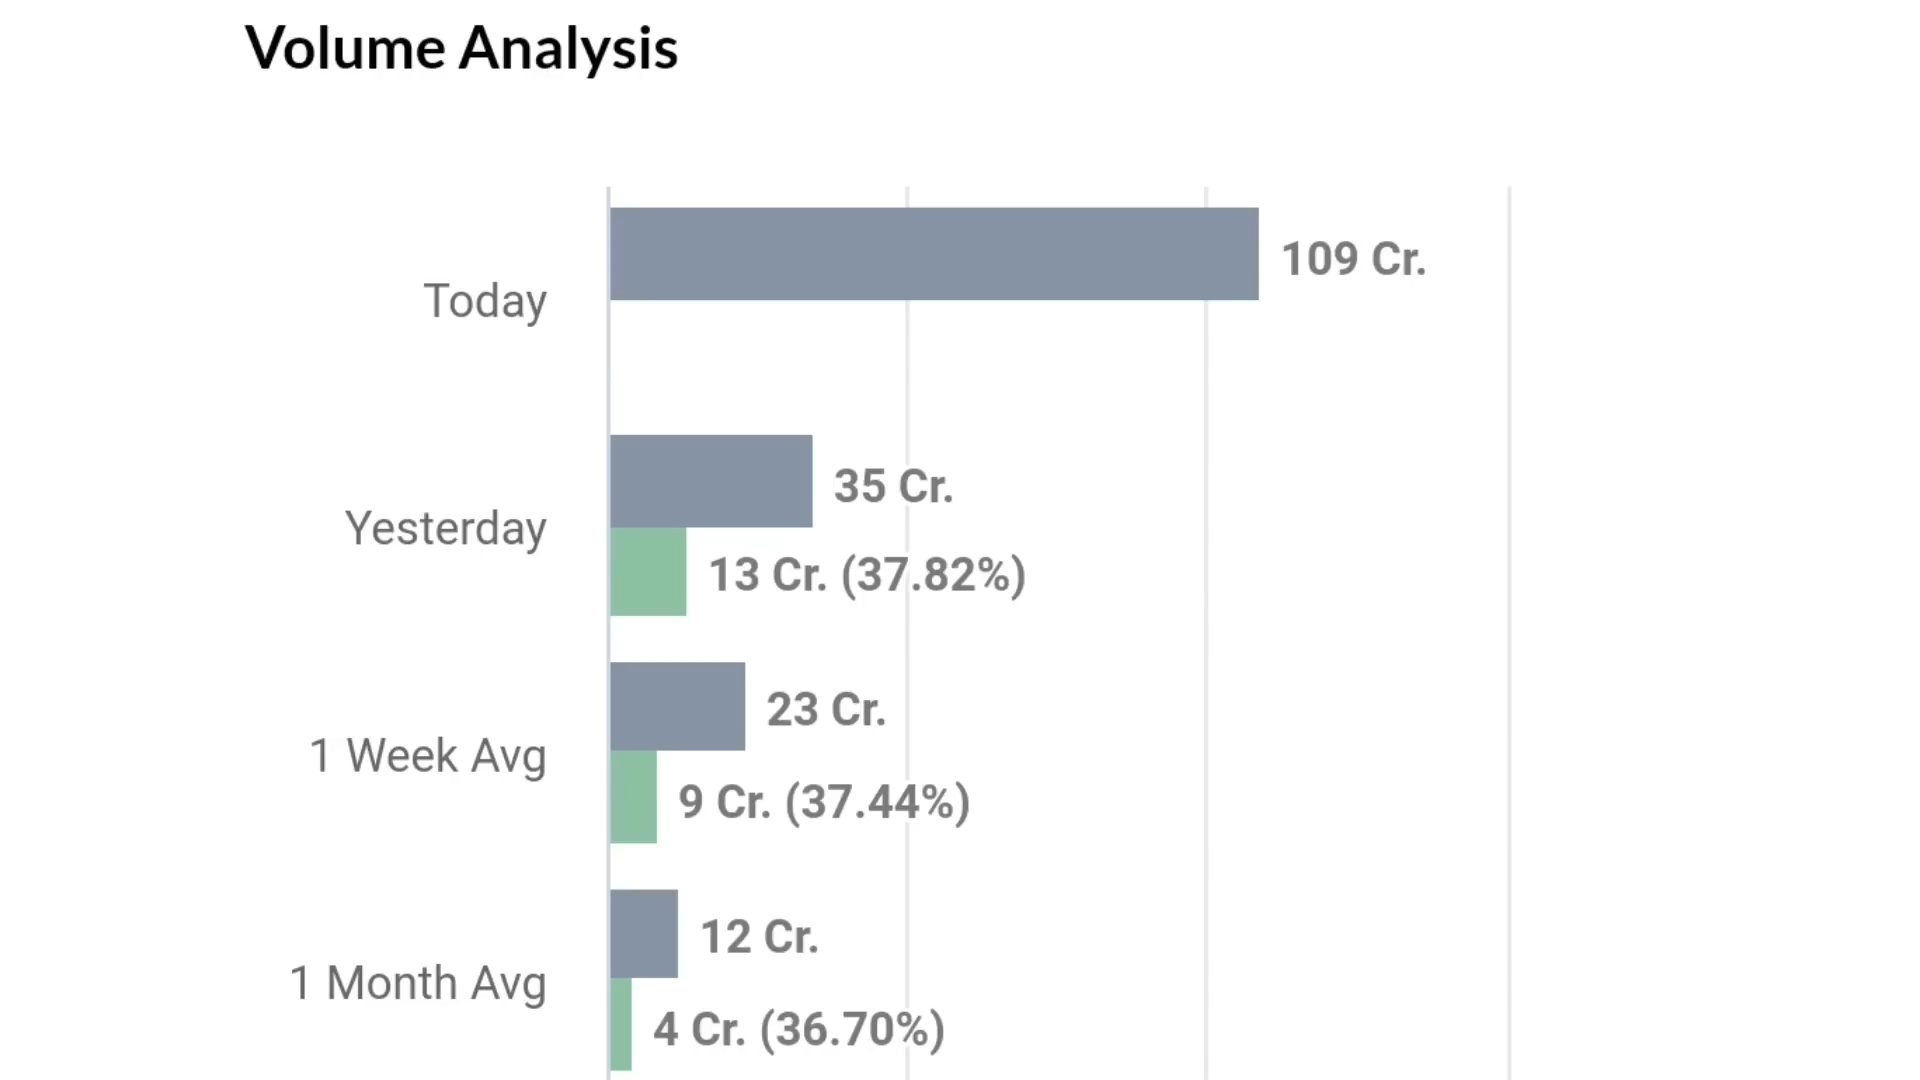 Volume Analysis
109 Cr.
Today
35 Cr.
Yesterday
13 Cr. (37.82%)
23 Cr.
1 Week Avg
9 Cr. (37.44%)
12 Cr.
1 Month Avg
4 Cr. (36.70%)